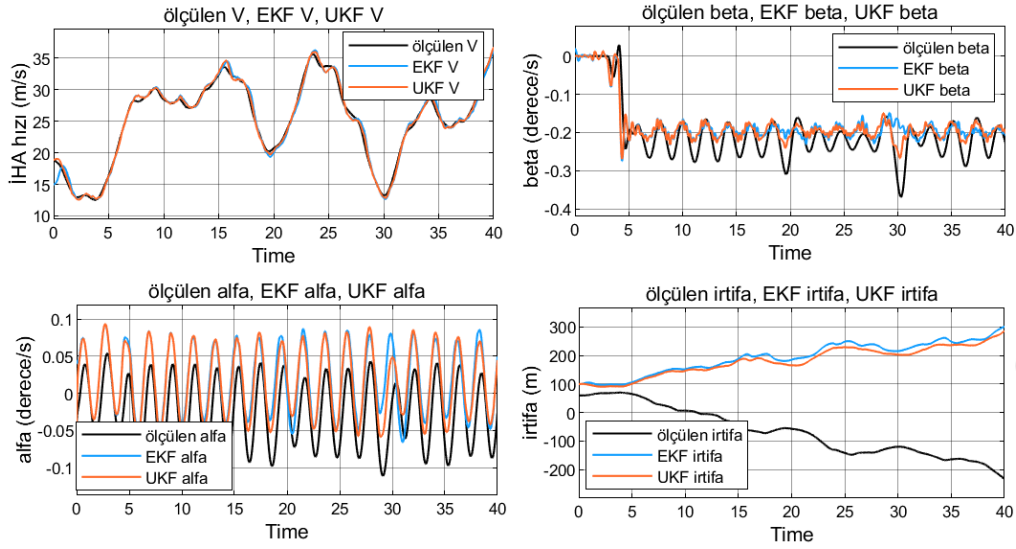 ölçülen V, EKF V, UKF V
35
30
25
20
15
10
İHA hızı (m/s)
ölçülen V
EKF V
UKF V
0 5 10 15 20 25 30 35 40
Time
ölçülen beta, EKF beta, UKF beta
0
-0.1
-0.2
-0.3
-0.4
beta (derece/s)
ölçülen beta
EKF beta
UKF beta
0 5 10 15 20 25 30 35 40
Time
ölçülen alfa, EKF alfa, UKF alfa
0.1
0.05
0
-0.05
-0.1
alfa (derece/s)
ölçülen alfa
EKF alfa
UKF alfa
0 5 10 15 20 25 30 35 40
Time
ölçülen irtifa, EKF irtifa, UKF irtifa
300
200
100
0
-100
-200
irtifa (m)
ölçülen irtifa
EKF irtifa
UKF irtifa
0 5 10 15 20 25 30 35 40
Time